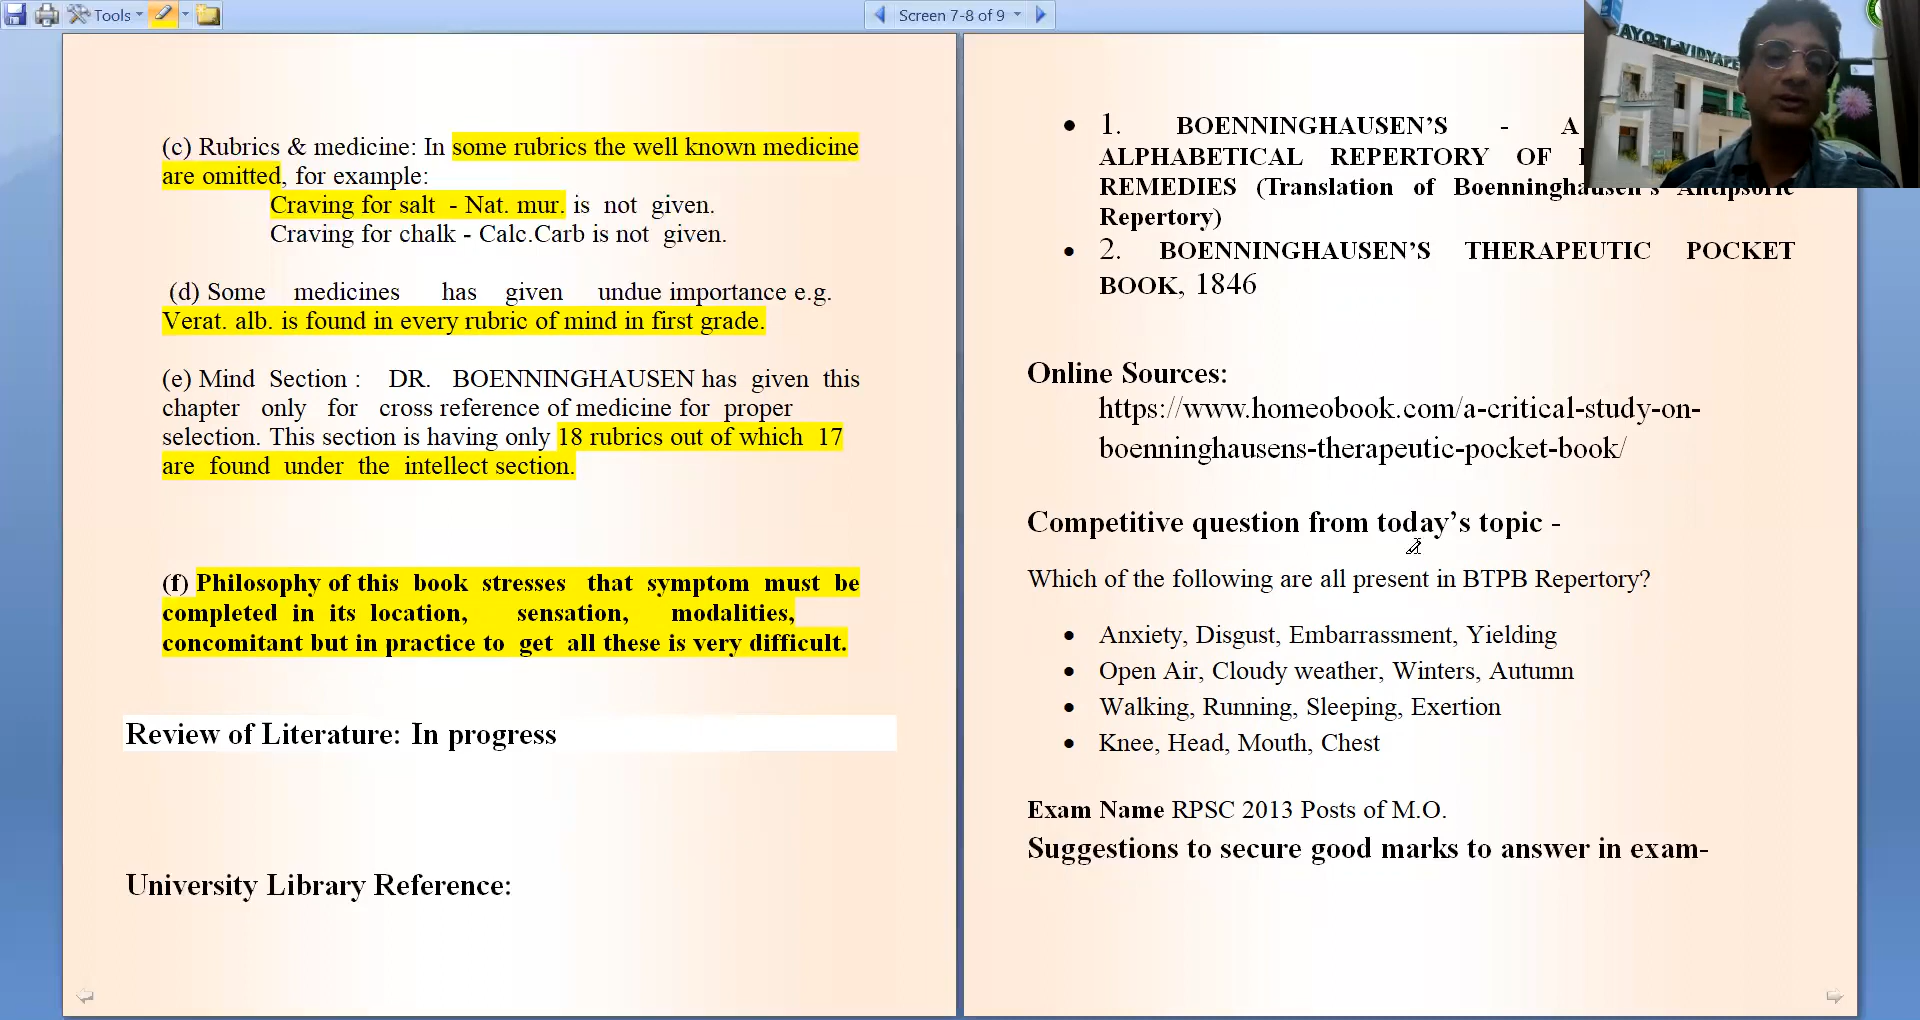 Tools
Screen 7-8 of 9
(c) Rubrics & medicine: In some rubrics the well known medicine
are omitted, for example:
Craving for salt - Nat. mur. is not given.
Craving for chalk - Calc.Carb is not given.
(d) Some medicines has given undue importance e.g.
Verat. alb. is found in every rubric of mind in first grade.
(e) Mind Section : DR. BOENNINGHAUSEN has given this
chapter only for cross reference of medicine for proper
selection. This section is having only 18 rubrics out of which 17
are found under the intellect section.
(f) Philosophy of this book stresses that symptom must be
completed in its location, sensation, modalities,
concomitant but in practice to get all these is very difficult.
Review of Literature: In progress
University Library Reference:
• 1. BOENNINGHAUSEN’S - A
ALPHABETICAL REPERTORY OF
REMEDIES (Translation of Boenninghausen’s Antipsoric
Repertory)
• 2. BOENNINGHAUSEN’S THERAPEUTIC POCKET
BOOK, 1846
Online Sources:
https://www.homeobook.com/a-critical-study-on-
boenninghausens-therapeutic-pocket-book/
Competitive question from today’s topic -
Which of the following are all present in BTPB Repertory?
• Anxiety, Disgust, Embarrassment, Yielding
• Open Air, Cloudy weather, Winters, Autumn
• Walking, Running, Sleeping, Exertion
• Knee, Head, Mouth, Chest
Exam Name RPSC 2013 Posts of M.O.
Suggestions to secure good marks to answer in exam-